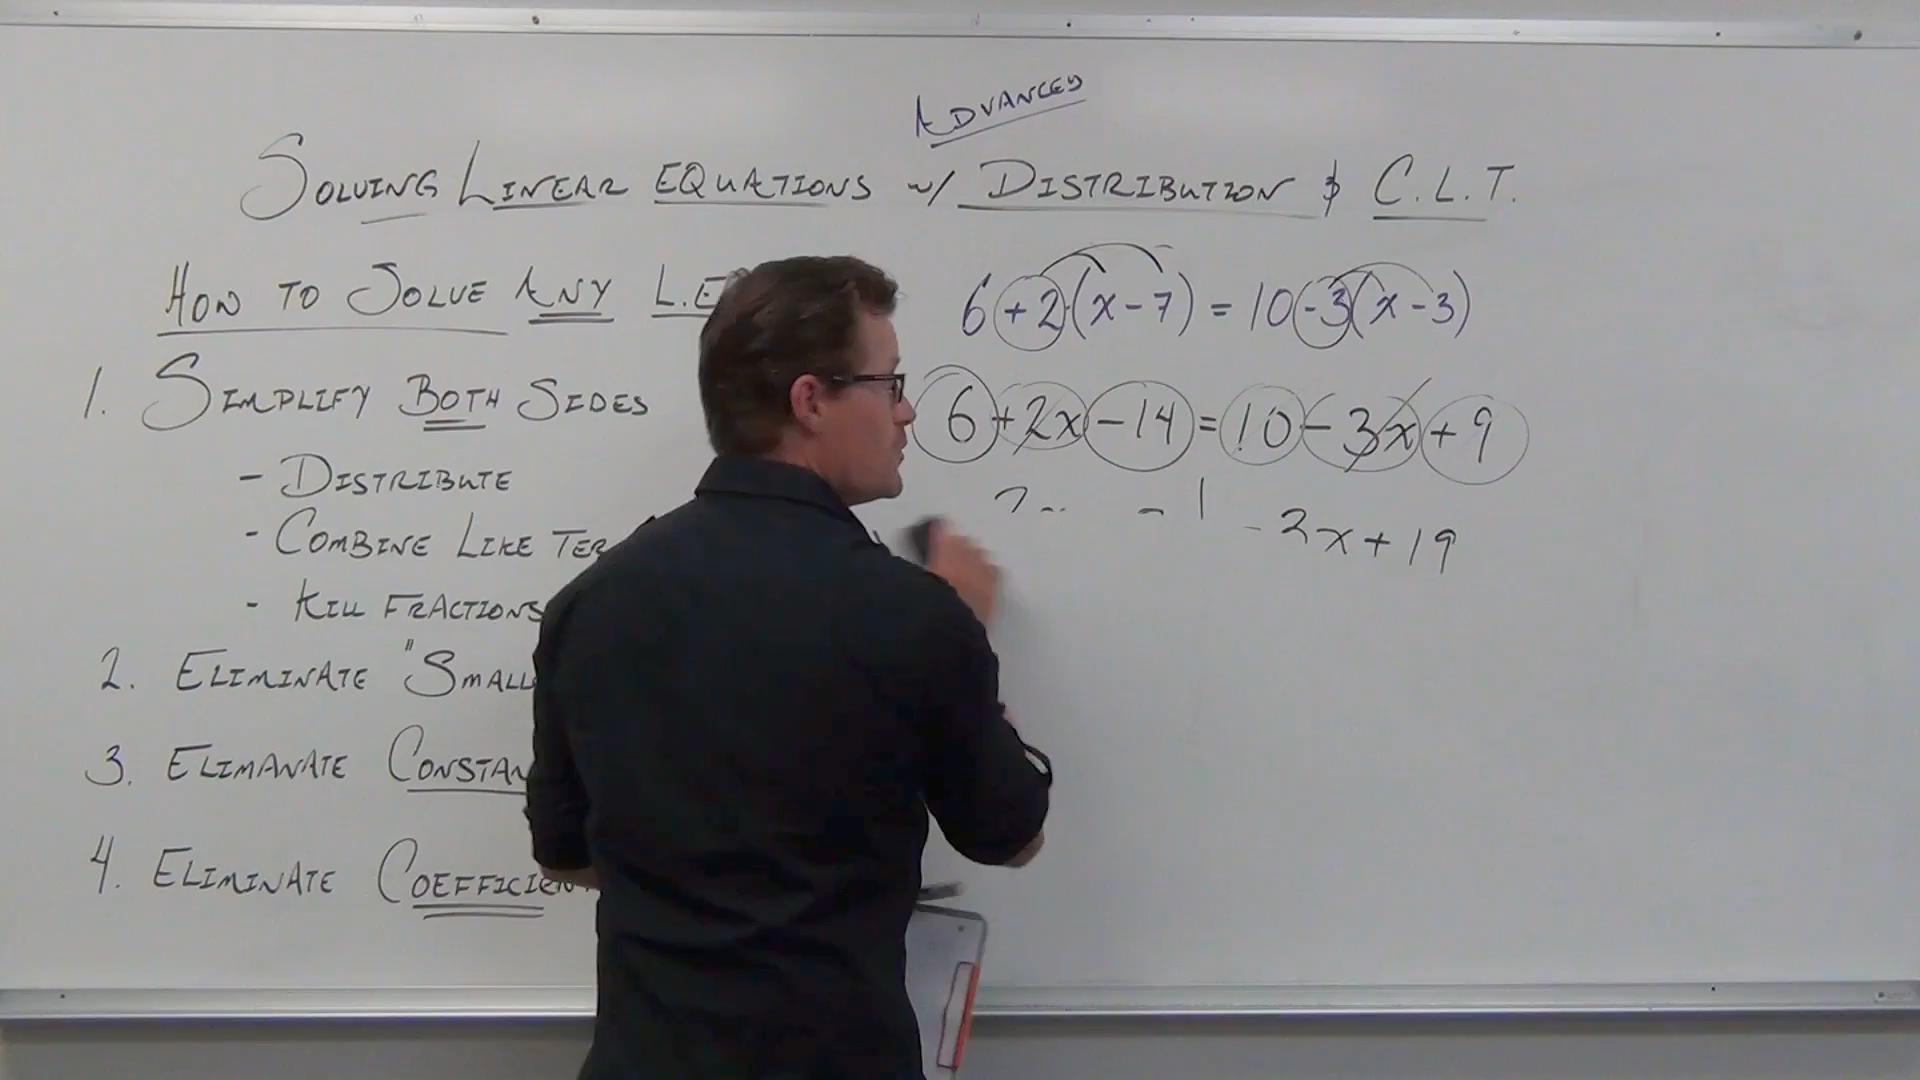 ADVANCED
SOLVING LINEAR EQUATIONS w/ DISTRIBUTION & C.L.T.
HOW TO SOLVE ANY L.E
1. SIMPLIFY BOTH SIDES
- DISTRIBUTE
- COMBINE LIKE TER
- KILL FRACTIONS
2. ELIMINATE "SMALL
3. ELIMANATE CONSTAN
4. ELIMINATE COEFFICIEN
6+2(x-7)=10-3(x-3)
6+2x-14=10-3x+9
-3x+19